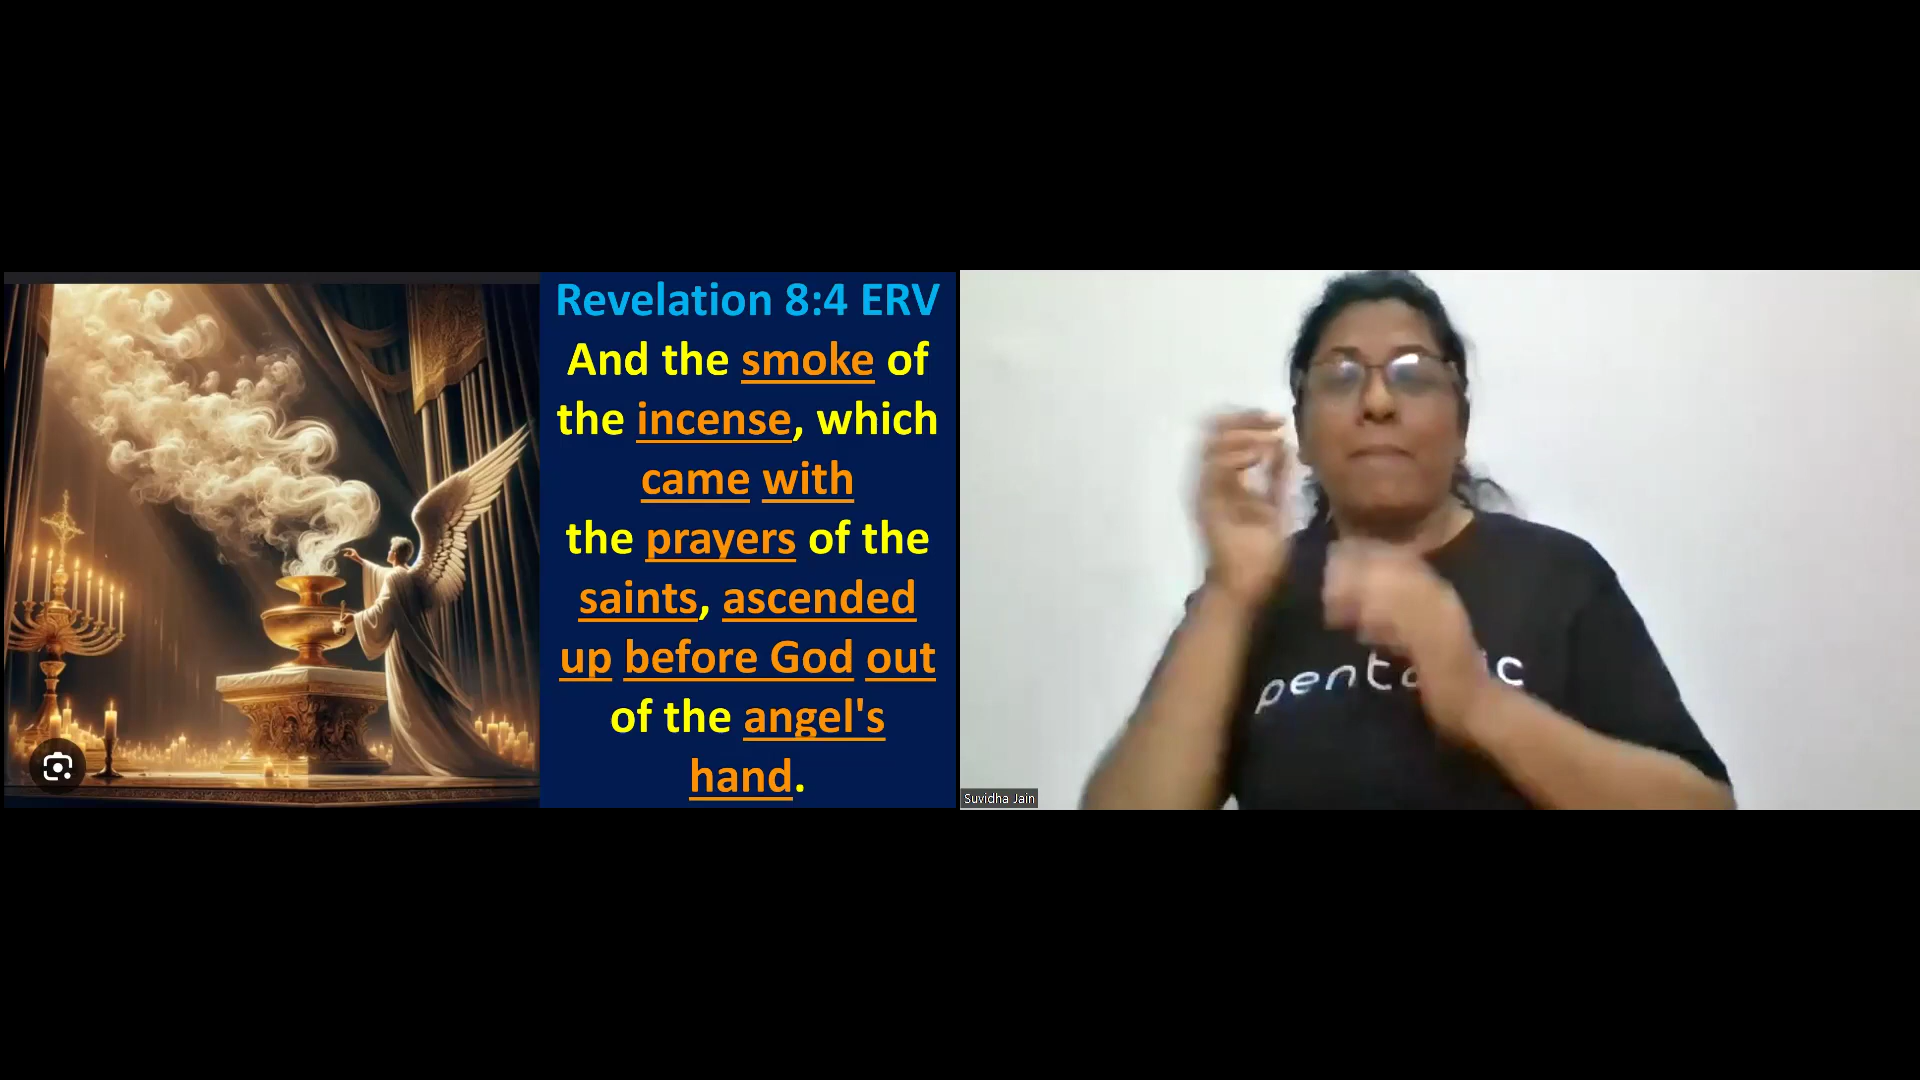 Revelation 8:4 ERV
And the smoke of
the incense, which
came with
the prayers of the
saints, ascended
up before God out
of the angel's
hand.
Suvidha Jain